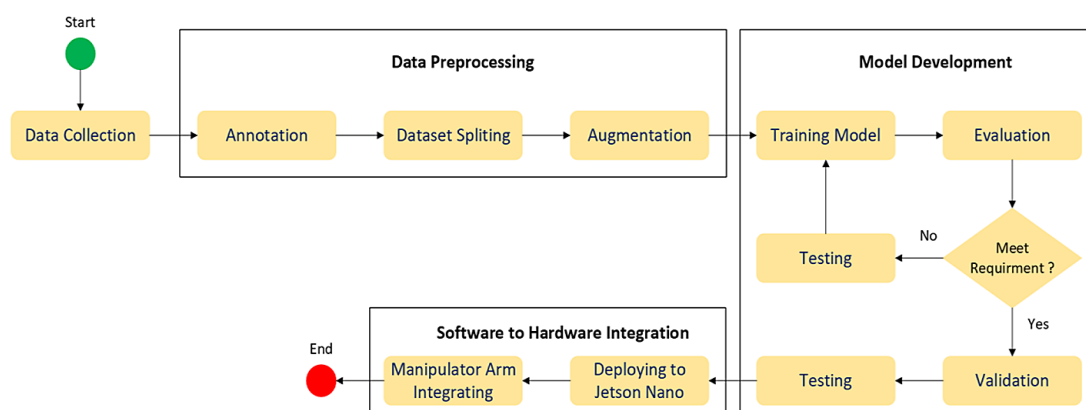 Start
Data Preprocessing
Model Development
Data Collection
Annotation
Dataset Spliting
Augmentation
Training Model
Evaluation
No
Testing
Meet
Requirment ?
Yes
Software to Hardware Integration
End
Manipulator Arm
Integrating
Deploying to
Jetson Nano
Testing
Validation